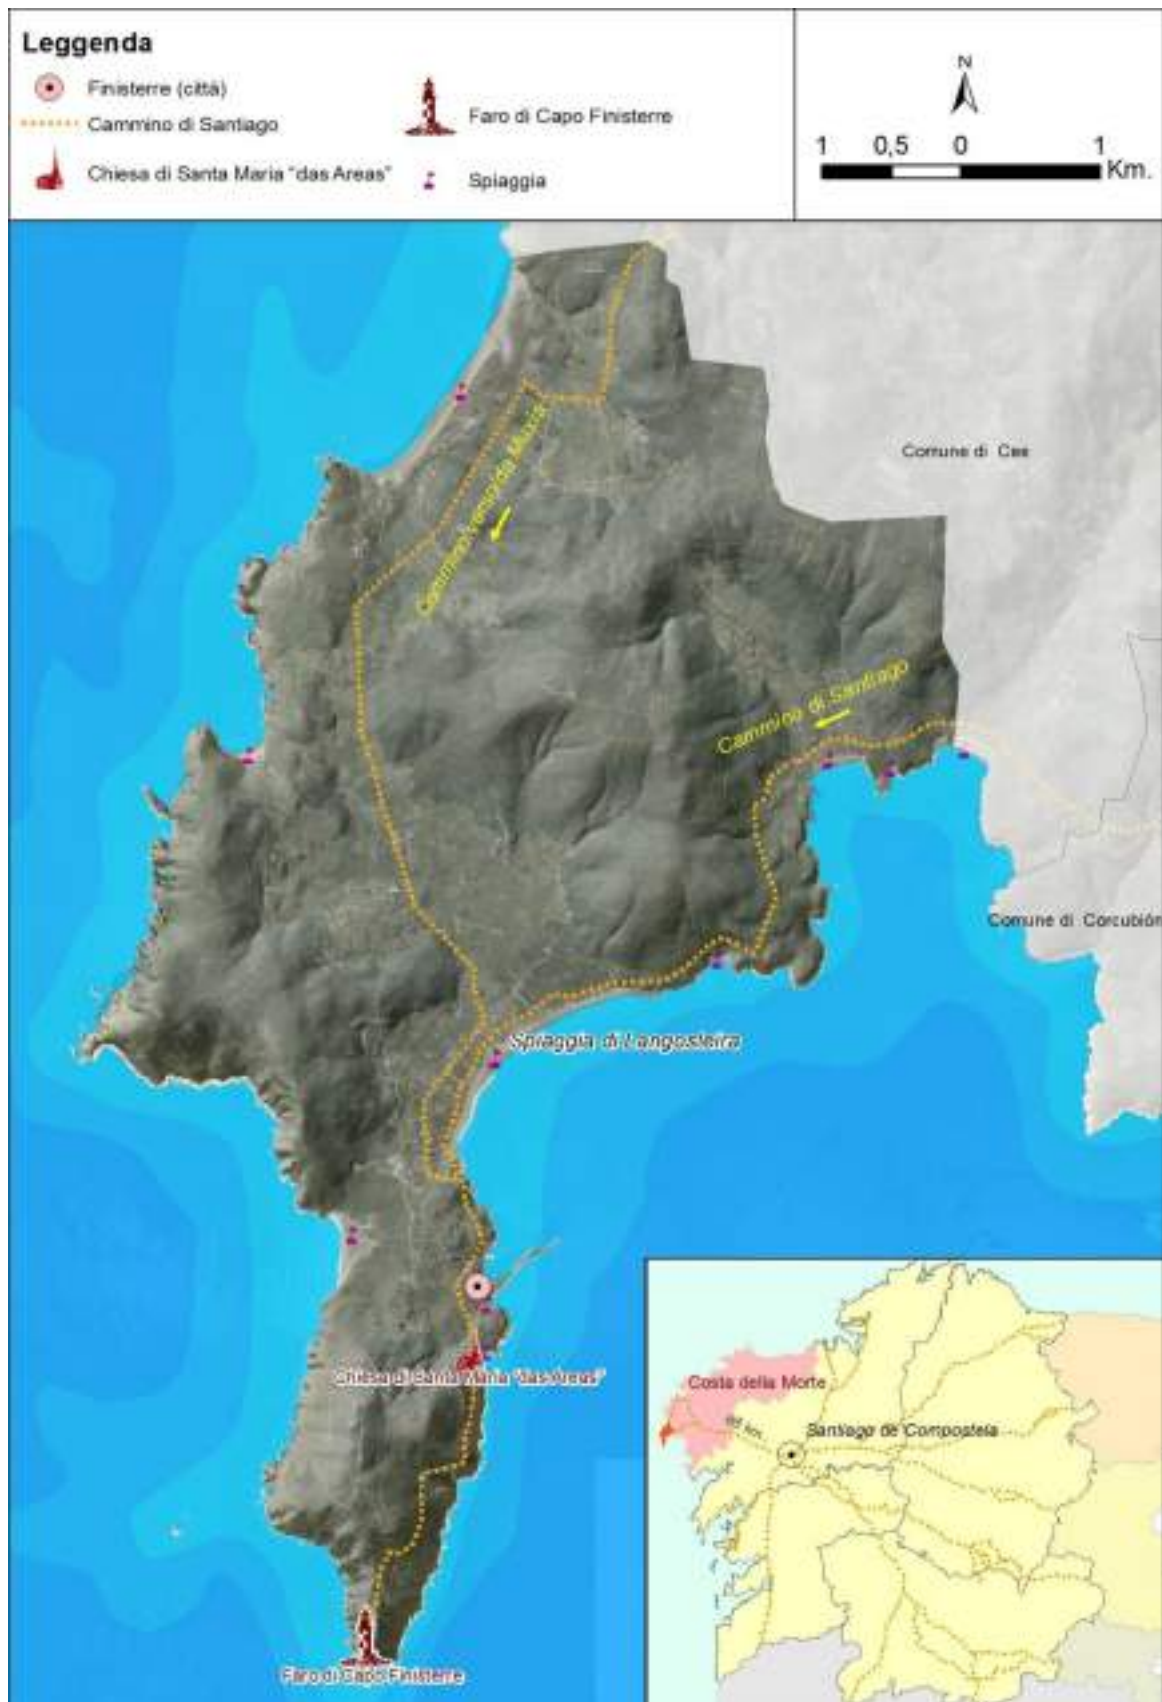 Leggenda
Finisterre (città)
Cammino di Santiago
Chiesa di Santa Maria "das Areas"
Faro di Capo Finisterre
Spiaggia
N
1 0,5 0 1
Km.
Comune di Cee
Cammino
Cammino di Santiago
Comune di Corcubión
Spiaggia di Langosteira
Chiesa di Santa Maria "das Areas"
Faro di Capo Finisterre
Costa della Morte
km
Santiago de Compostela